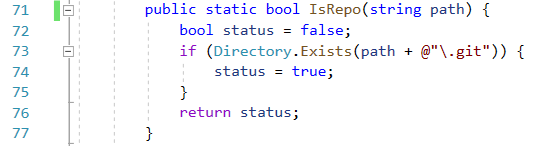 71 public static bool IsRepo(string path) {
72 bool status = false;
73 if (Directory.Exists(path + @"\.git")) {
74 status = true;
75 }
76 return status;
77 }